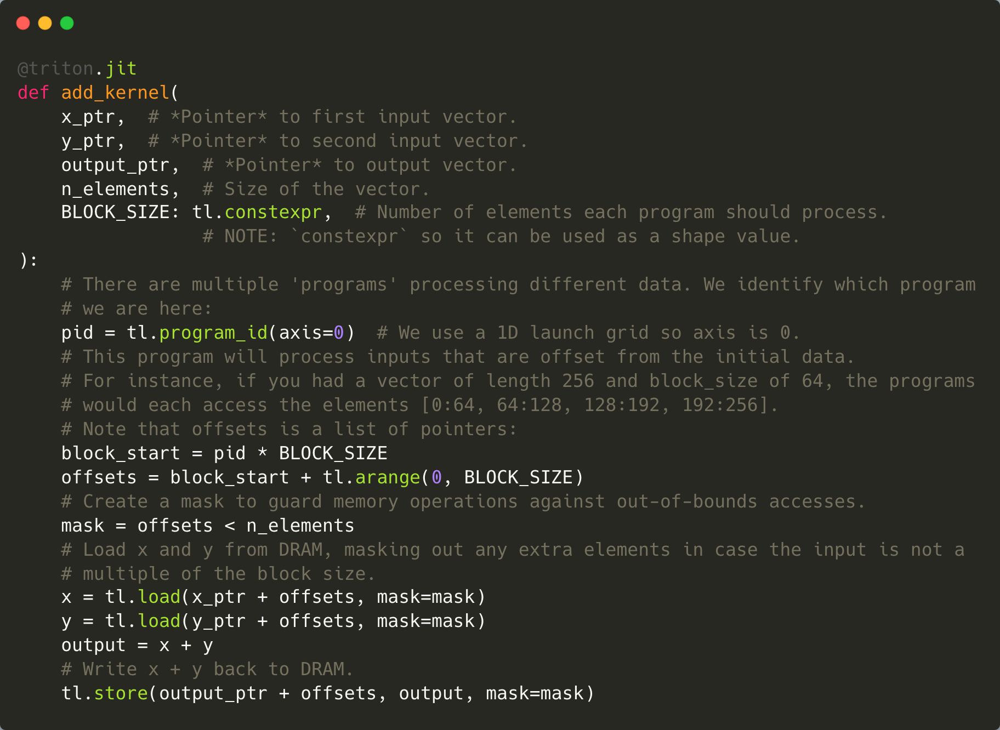 @triton.jit
def add_kernel(
    x_ptr,  # *Pointer* to first input vector.
    y_ptr,  # *Pointer* to second input vector.
    output_ptr,  # *Pointer* to output vector.
    n_elements,  # Size of the vector.
    BLOCK_SIZE: tl.constexpr,  # Number of elements each program should process.
                 # NOTE: `constexpr` so it can be used as a shape value.
):
    # There are multiple 'programs' processing different data. We identify which program
    # we are here:
    pid = tl.program_id(axis=0)  # We use a 1D launch grid so axis is 0.
    # This program will process inputs that are offset from the initial data.
    # For instance, if you had a vector of length 256 and block_size of 64, the programs
    # would each access the elements [0:64, 64:128, 128:192, 192:256].
    # Note that offsets is a list of pointers:
    block_start = pid * BLOCK_SIZE
    offsets = block_start + tl.arange(0, BLOCK_SIZE)
    # Create a mask to guard memory operations against out-of-bounds accesses.
    mask = offsets < n_elements
    # Load x and y from DRAM, masking out any extra elements in case the input is not a
    # multiple of the block size.
    x = tl.load(x_ptr + offsets, mask=mask)
    y = tl.load(y_ptr + offsets, mask=mask)
    output = x + y
    # Write x + y back to DRAM.
    tl.store(output_ptr + offsets, output, mask=mask)